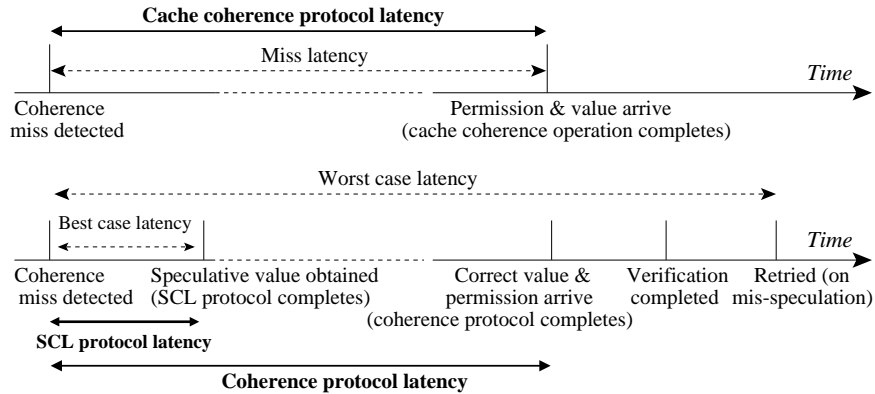 Cache coherence protocol latency
Miss latency
Time
Coherence
miss detected
Permission & value arrive
(cache coherence operation completes)
Worst case latency
Best case latency
Time
Coherence
miss detected
Speculative value obtained
(SCL protocol completes)
Correct value &
permission arrive
(coherence protocol completes)
Verification
completed
Retried (on
mis-speculation)
SCL protocol latency
Coherence protocol latency